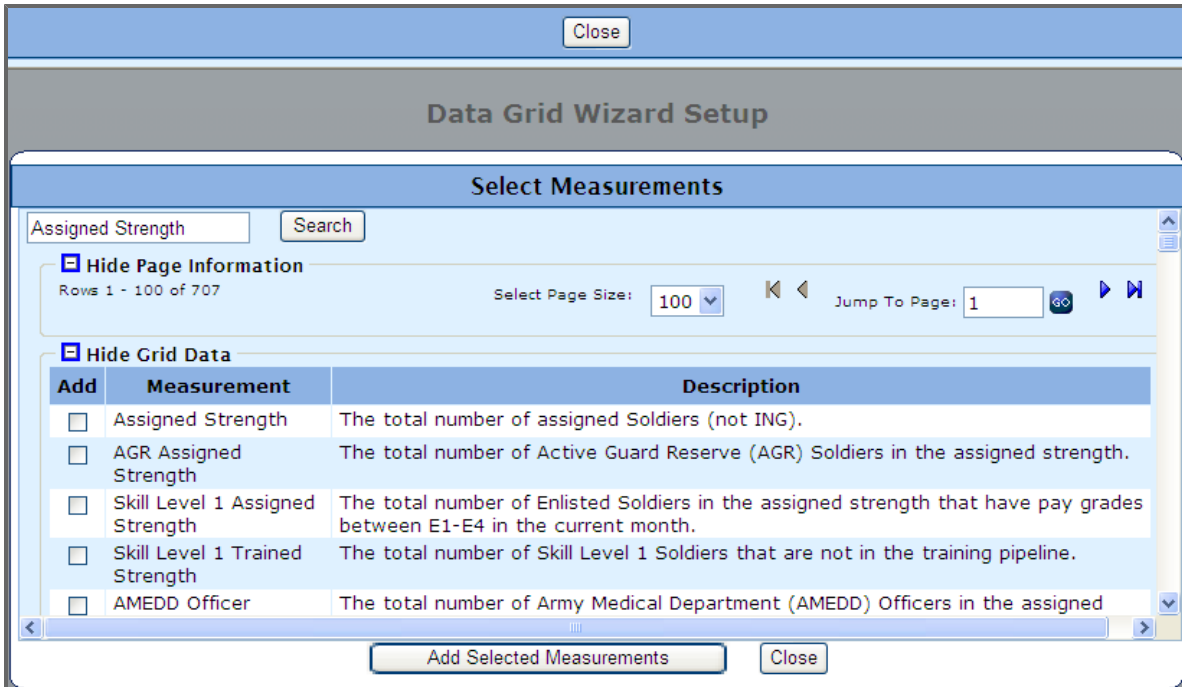 Close
Data Grid Wizard Setup
Select Measurements
Assigned Strength Search
Hide Page Information
Rows 1 - 100 of 707 Select Page Size: 100 Jump To Page: 1 GO
Hide Grid Data
Add Measurement Description
Assigned Strength The total number of assigned Soldiers (not ING).
AGR Assigned The total number of Active Guard Reserve (AGR) Soldiers in the assigned strength.
Strength
Skill Level 1 Assigned The total number of Enlisted Soldiers in the assigned strength that have pay grades
Strength between E1-E4 in the current month.
Skill Level 1 Trained The total number of Skill Level 1 Soldiers that are not in the training pipeline.
Strength
AMEDD Officer The total number of Army Medical Department (AMEDD) Officers in the assigned
Add Selected Measurements Close